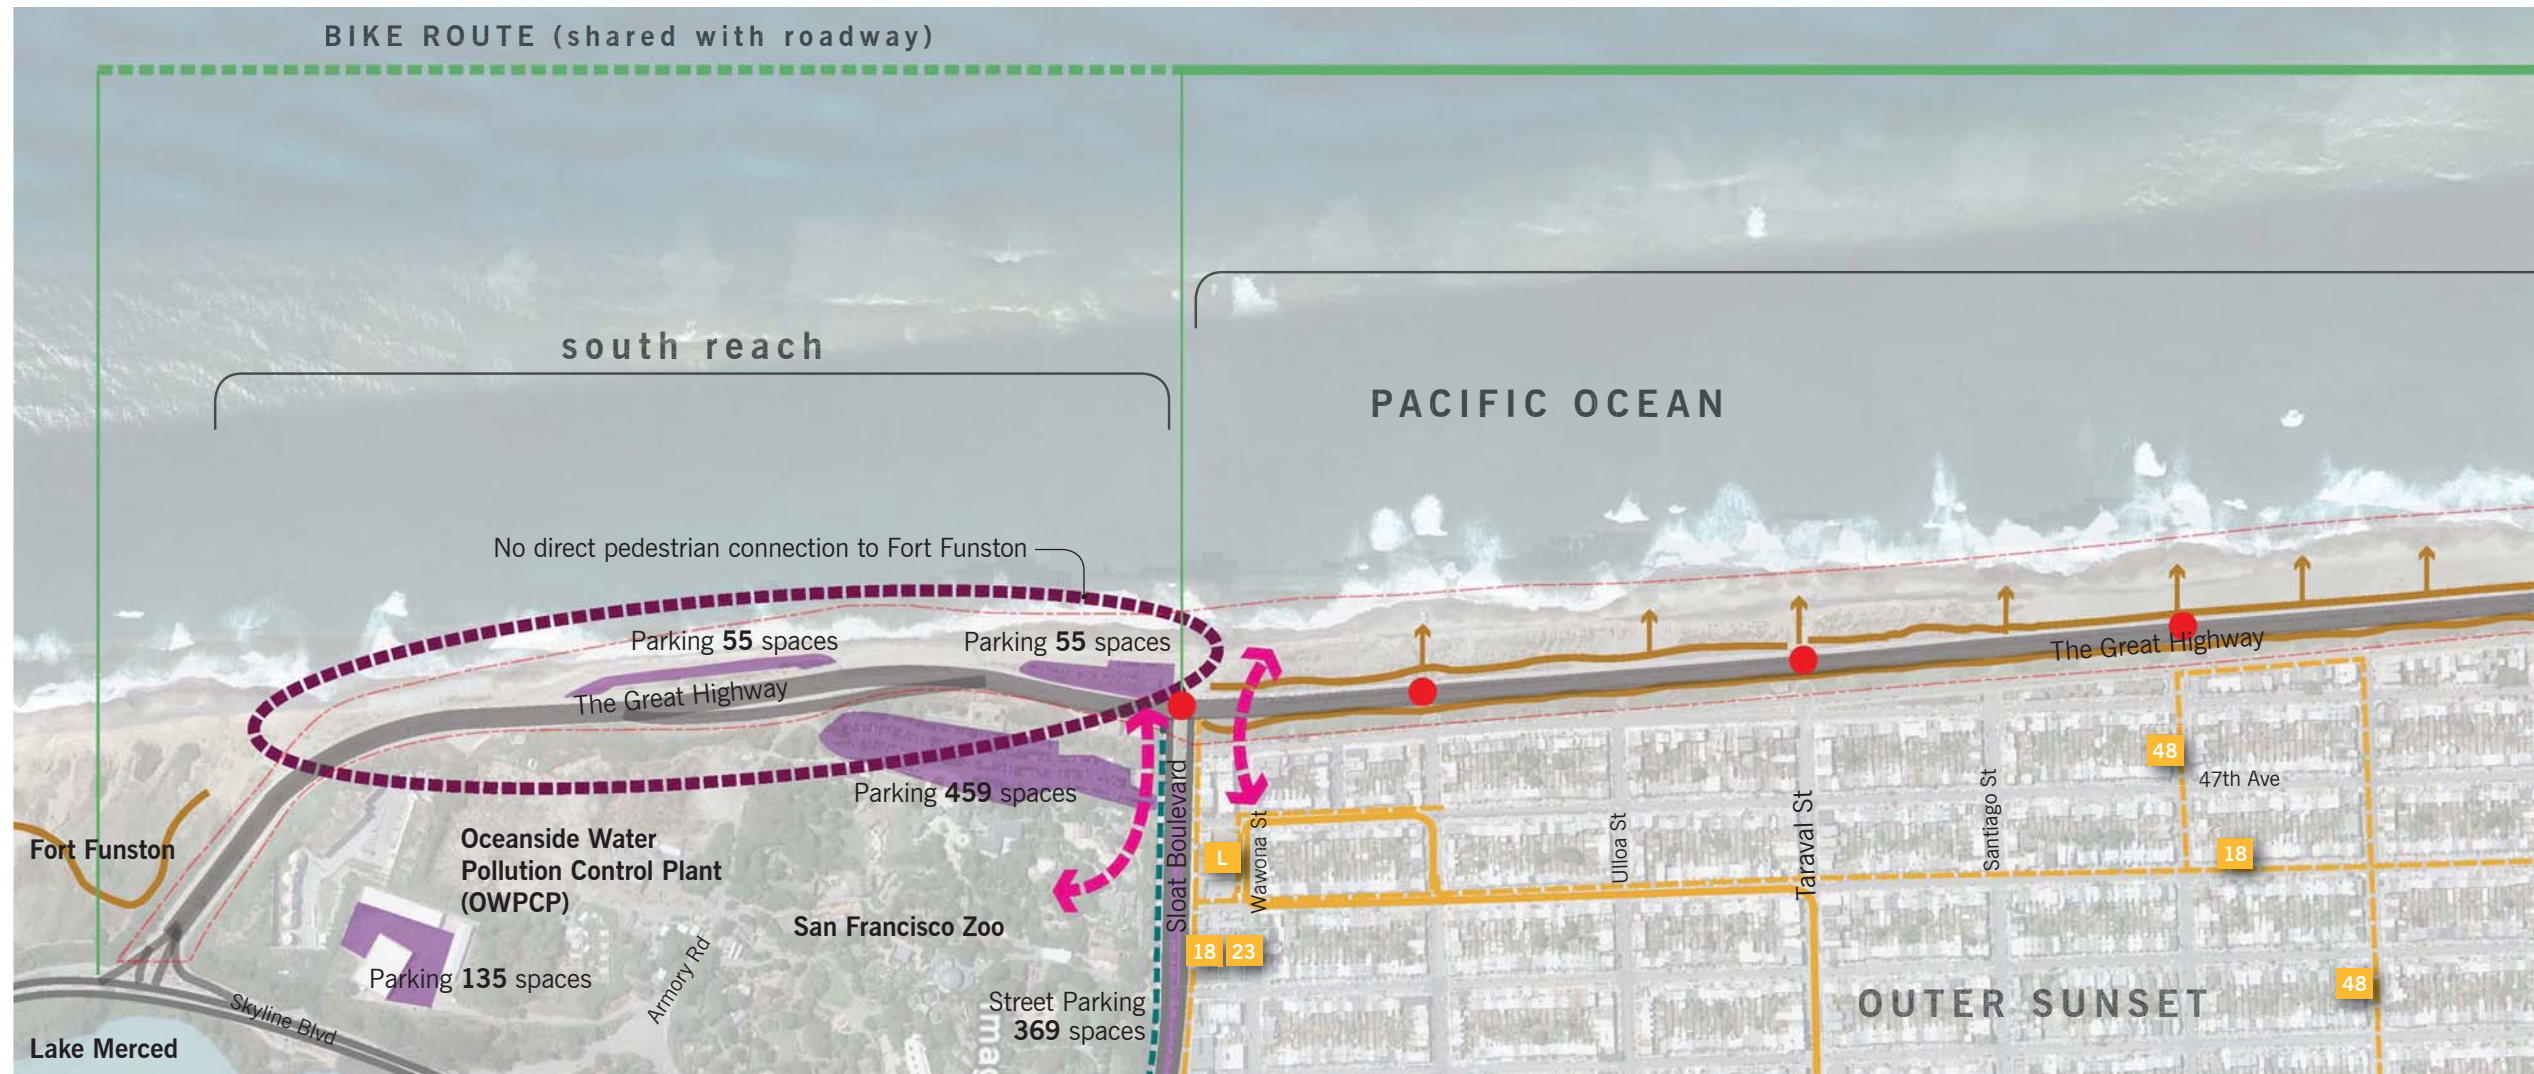 BIKE ROUTE (shared with roadway)
south reach
PACIFIC OCEAN
No direct pedestrian connection to Fort Funston
Parking 55 spaces
Parking 55 spaces
The Great Highway
The Great Highway
Parking 459 spaces
Fort Funston
Oceanside Water
Pollution Control Plant
(OWPCP)
San Francisco Zoo
Parking 135 spaces
Armory Rd
Skyline Blvd
Lake Merced
Street Parking
369 spaces
Sloat Boulevard
L
Wawona St
18
23
Ulloa St
Taraval St
Santiago St
48
47th Ave
18
48
OUTER SUNSET